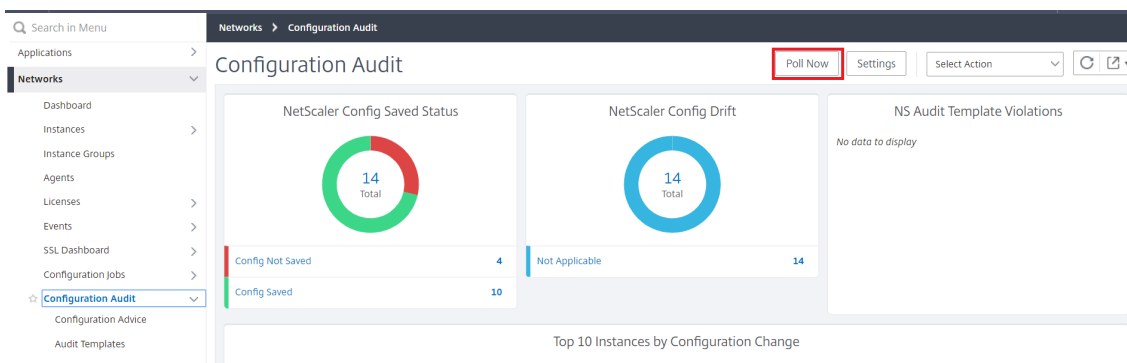 Search in Menu
Applications
Networks
Dashboard
Instances
Instance Groups
Agents
Licenses
Events
SSL Dashboard
Configuration Jobs
Configuration Audit
Configuration Advice
Audit Templates
Networks > Configuration Audit
Configuration Audit
Poll Now
Settings
Select Action
NetScaler Config Saved Status
14
Total
Config Not Saved 4
Config Saved 10
NetScaler Config Drift
14
Total
Not Applicable 14
NS Audit Template Violations
No data to display
Top 10 Instances by Configuration Change